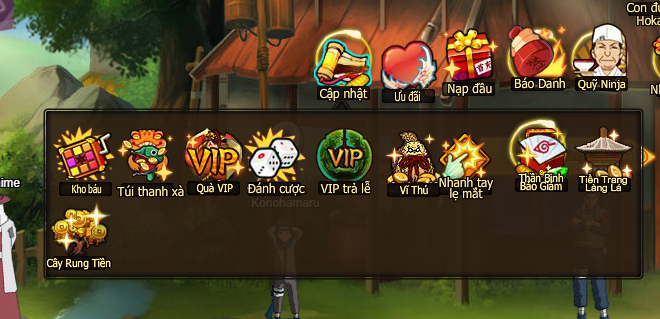 Con đu
Hoka
Cập nhật
Ưu đãi
Nạp đầu
Báo Danh
Quỹ Ninja
VIP
VIP
ime
Kho báu
Túi thanh xà
Quà VIP
Đánh cược
VIP trả lễ
Vĩ Thú
Nhanh tay
lẹ mắt
Thần Binh
Bảo Giám
Tiền Trang
Làng Lá
Konohamaru
Cây Rung Tiền